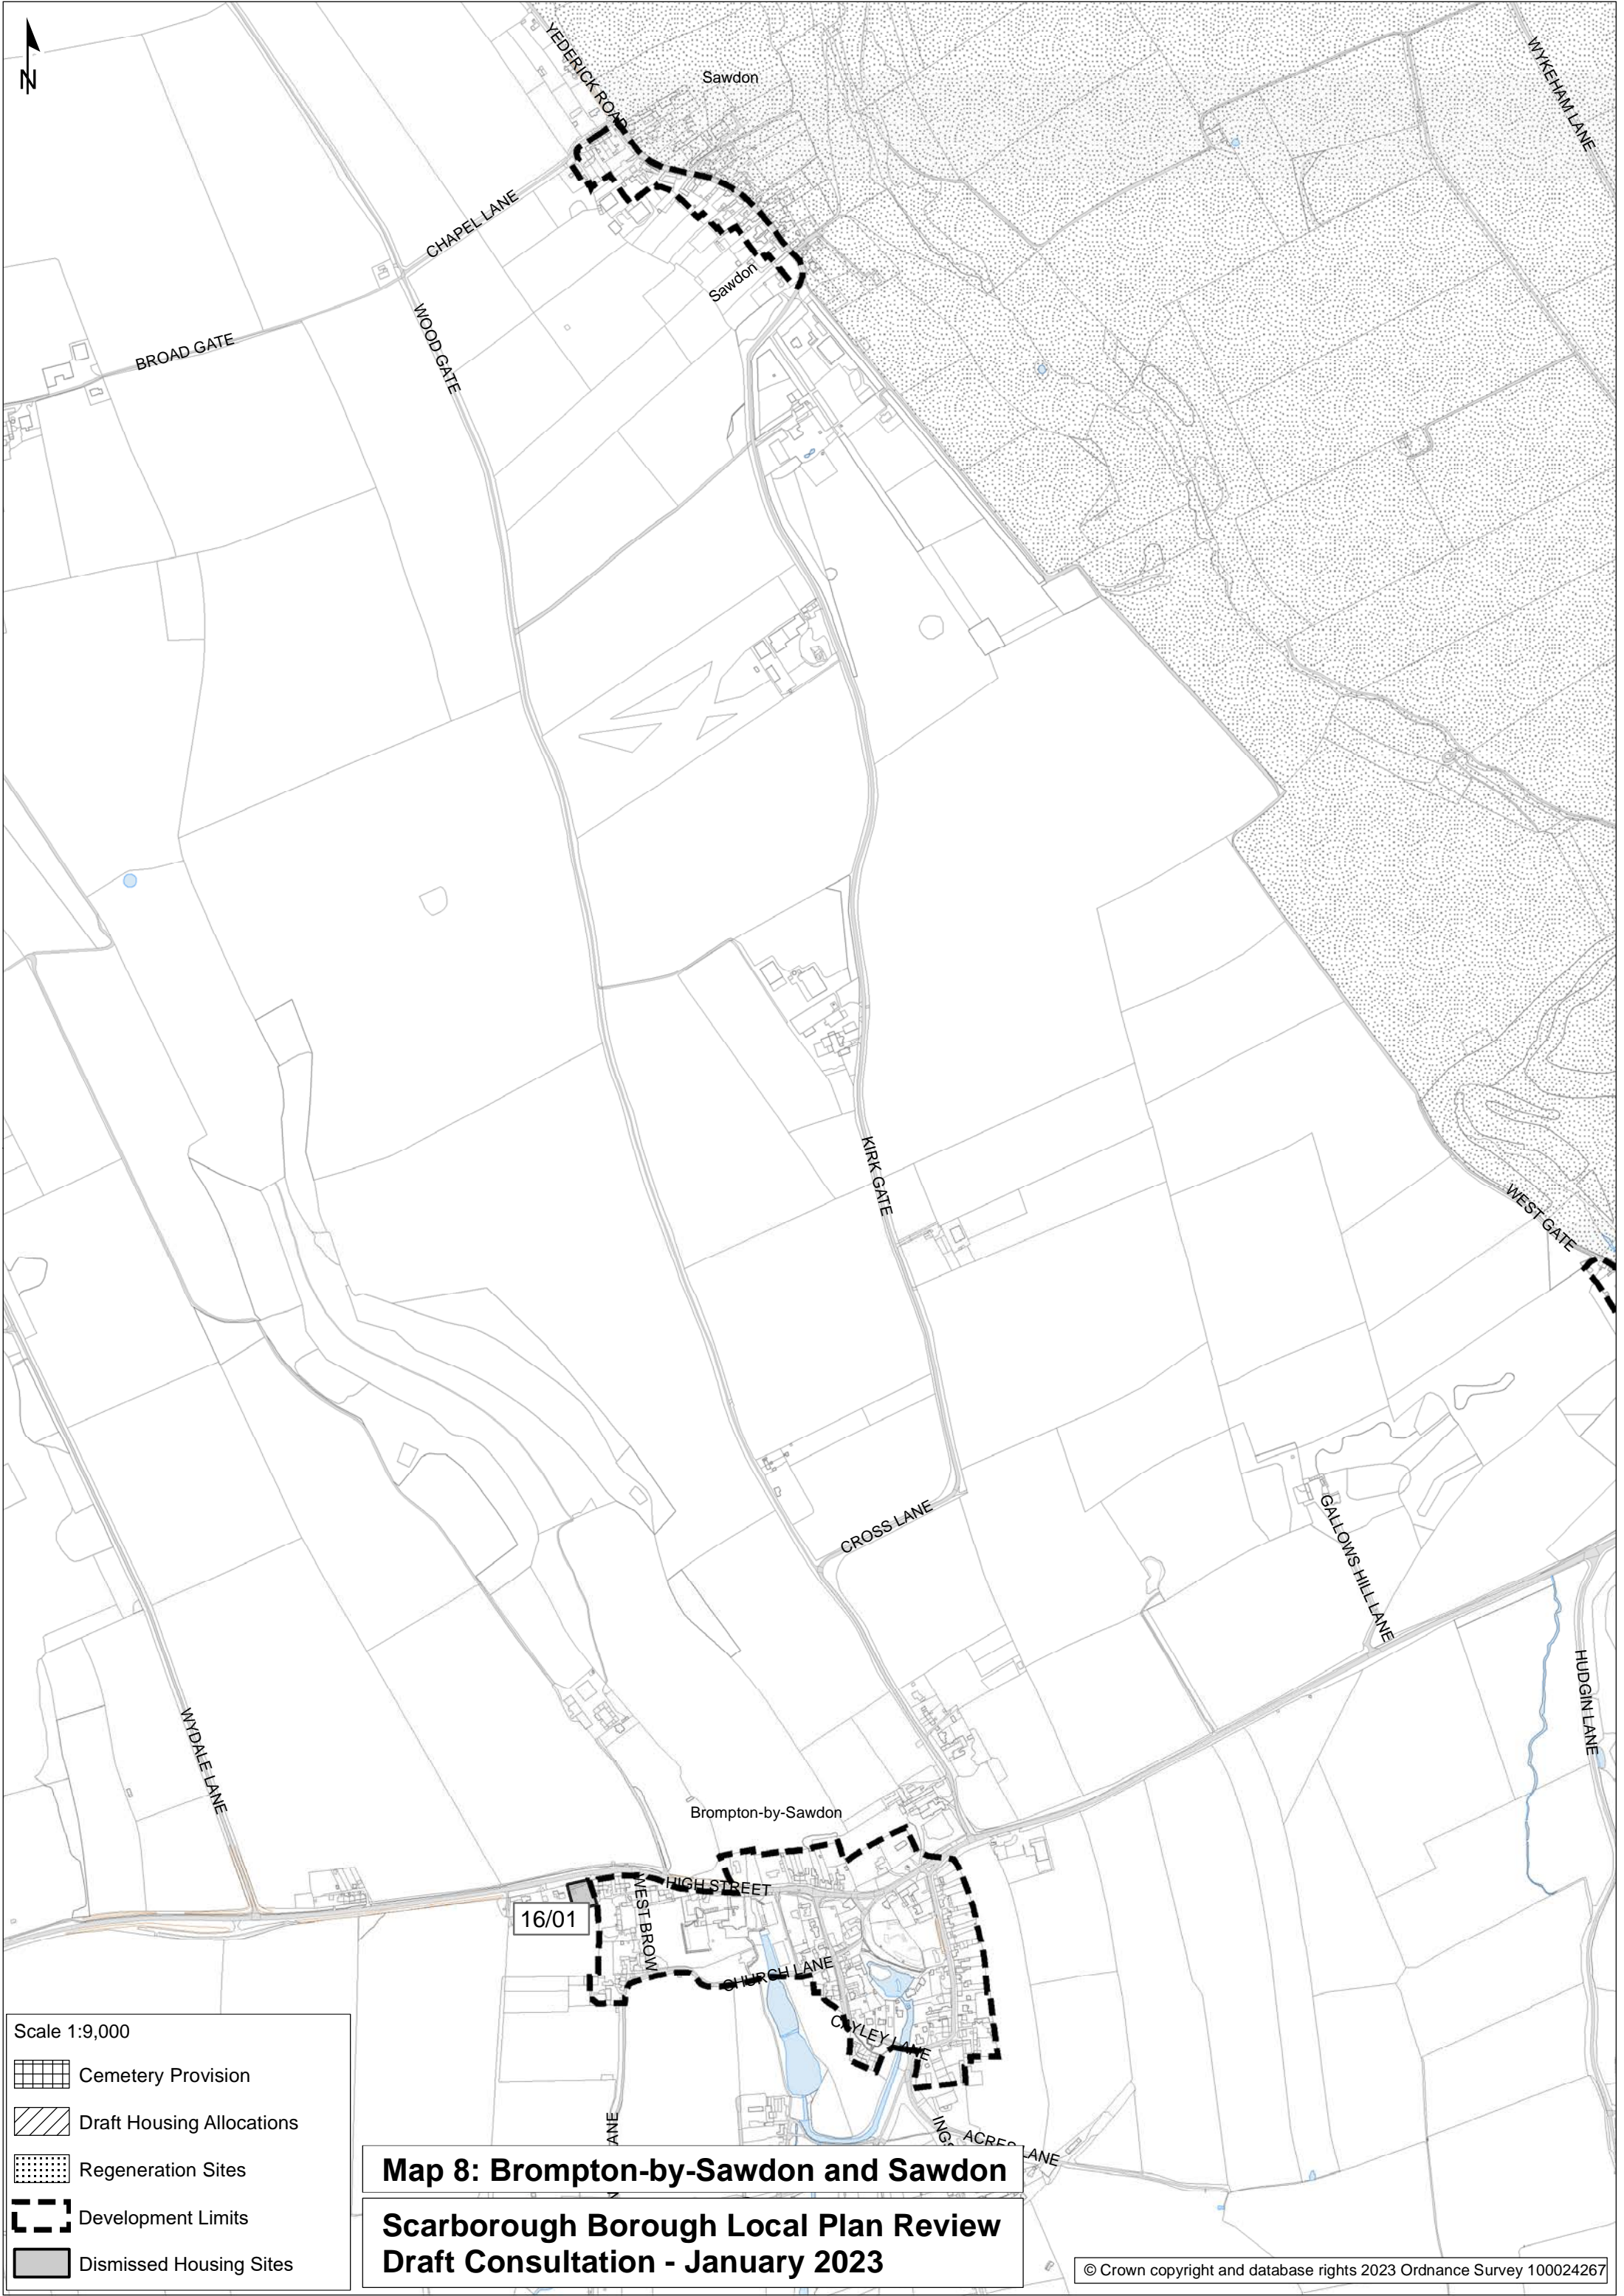 N
YEDERICK ROAD
Sawdon
WYKEHAM LANE
CHAPEL LANE
Sawdon
BROAD GATE
WOOD GATE
KIRK GATE
WEST GATE
CROSS LANE
GALLOWS HILL LANE
HUDGIN LANE
WYDALE LANE
Brompton-by-Sawdon
HIGH STREET
WEST BROW
16/01
CHURCH LANE
CAYLEY LANE
INGS
ACRES LANE
ANE
Scale 1:9,000
Cemetery Provision
Draft Housing Allocations
Regeneration Sites
Development Limits
Dismissed Housing Sites
Map 8: Brompton-by-Sawdon and Sawdon
Scarborough Borough Local Plan Review
Draft Consultation - January 2023
© Crown copyright and database rights 2023 Ordnance Survey 100024267